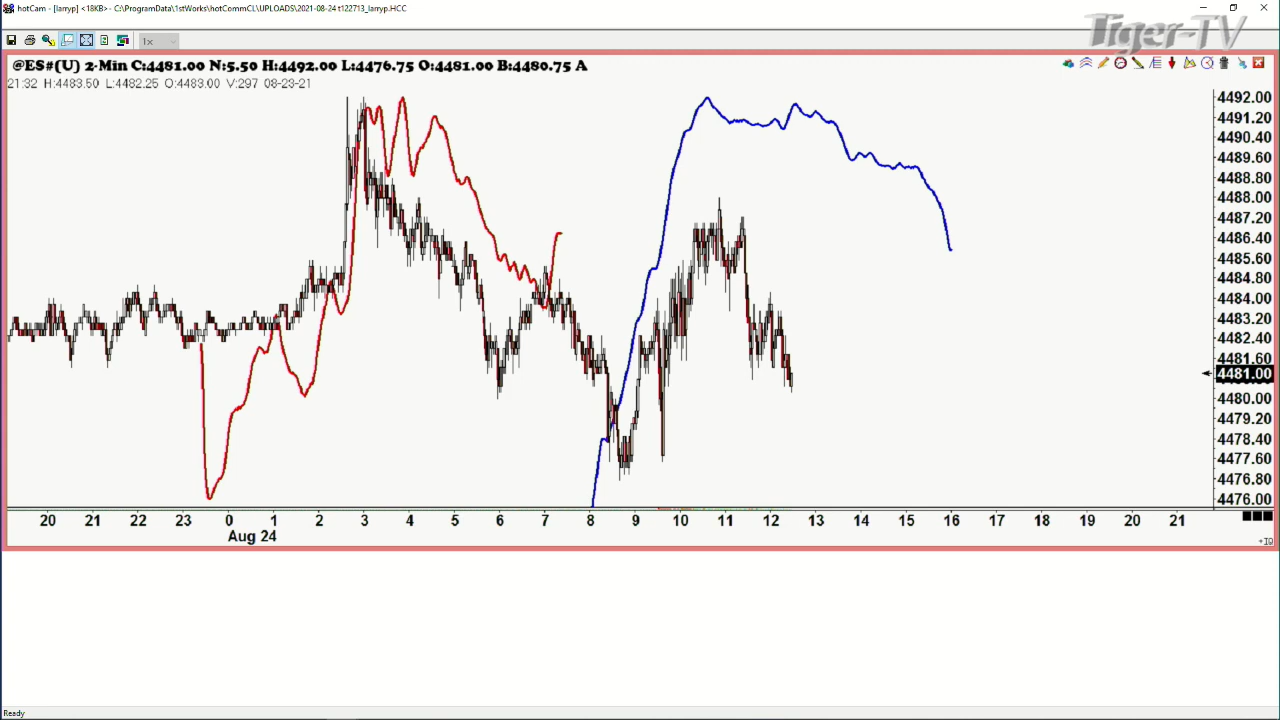 hotCam - [larryp] <18KB> - C:\ProgramData\1stWorks\hotCommCL\UPLOADS\2021-08-24 t122713_larryp.HCC
Tiger-TV
1x
@ES#(U) 2-Min C:4481.00 N:5.50 H:4492.00 L:4476.75 O:4481.00 B:4480.75 A
21:32 H:4483.50 L:4482.25 O:4483.00 V:297 08-23-21
4492.00
4491.20
4490.40
4489.60
4488.80
4488.00
4487.20
4486.40
4485.60
4484.80
4484.00
4483.20
4482.40
4481.60
4481.00
4480.00
4479.20
4478.40
4477.60
4476.80
4476.00
20 21 22 23 0 1 2 3 4 5 6 7 8 9 10 11 12 13 14 15 16 17 18 19 20 21
Aug 24
+IQ
Ready